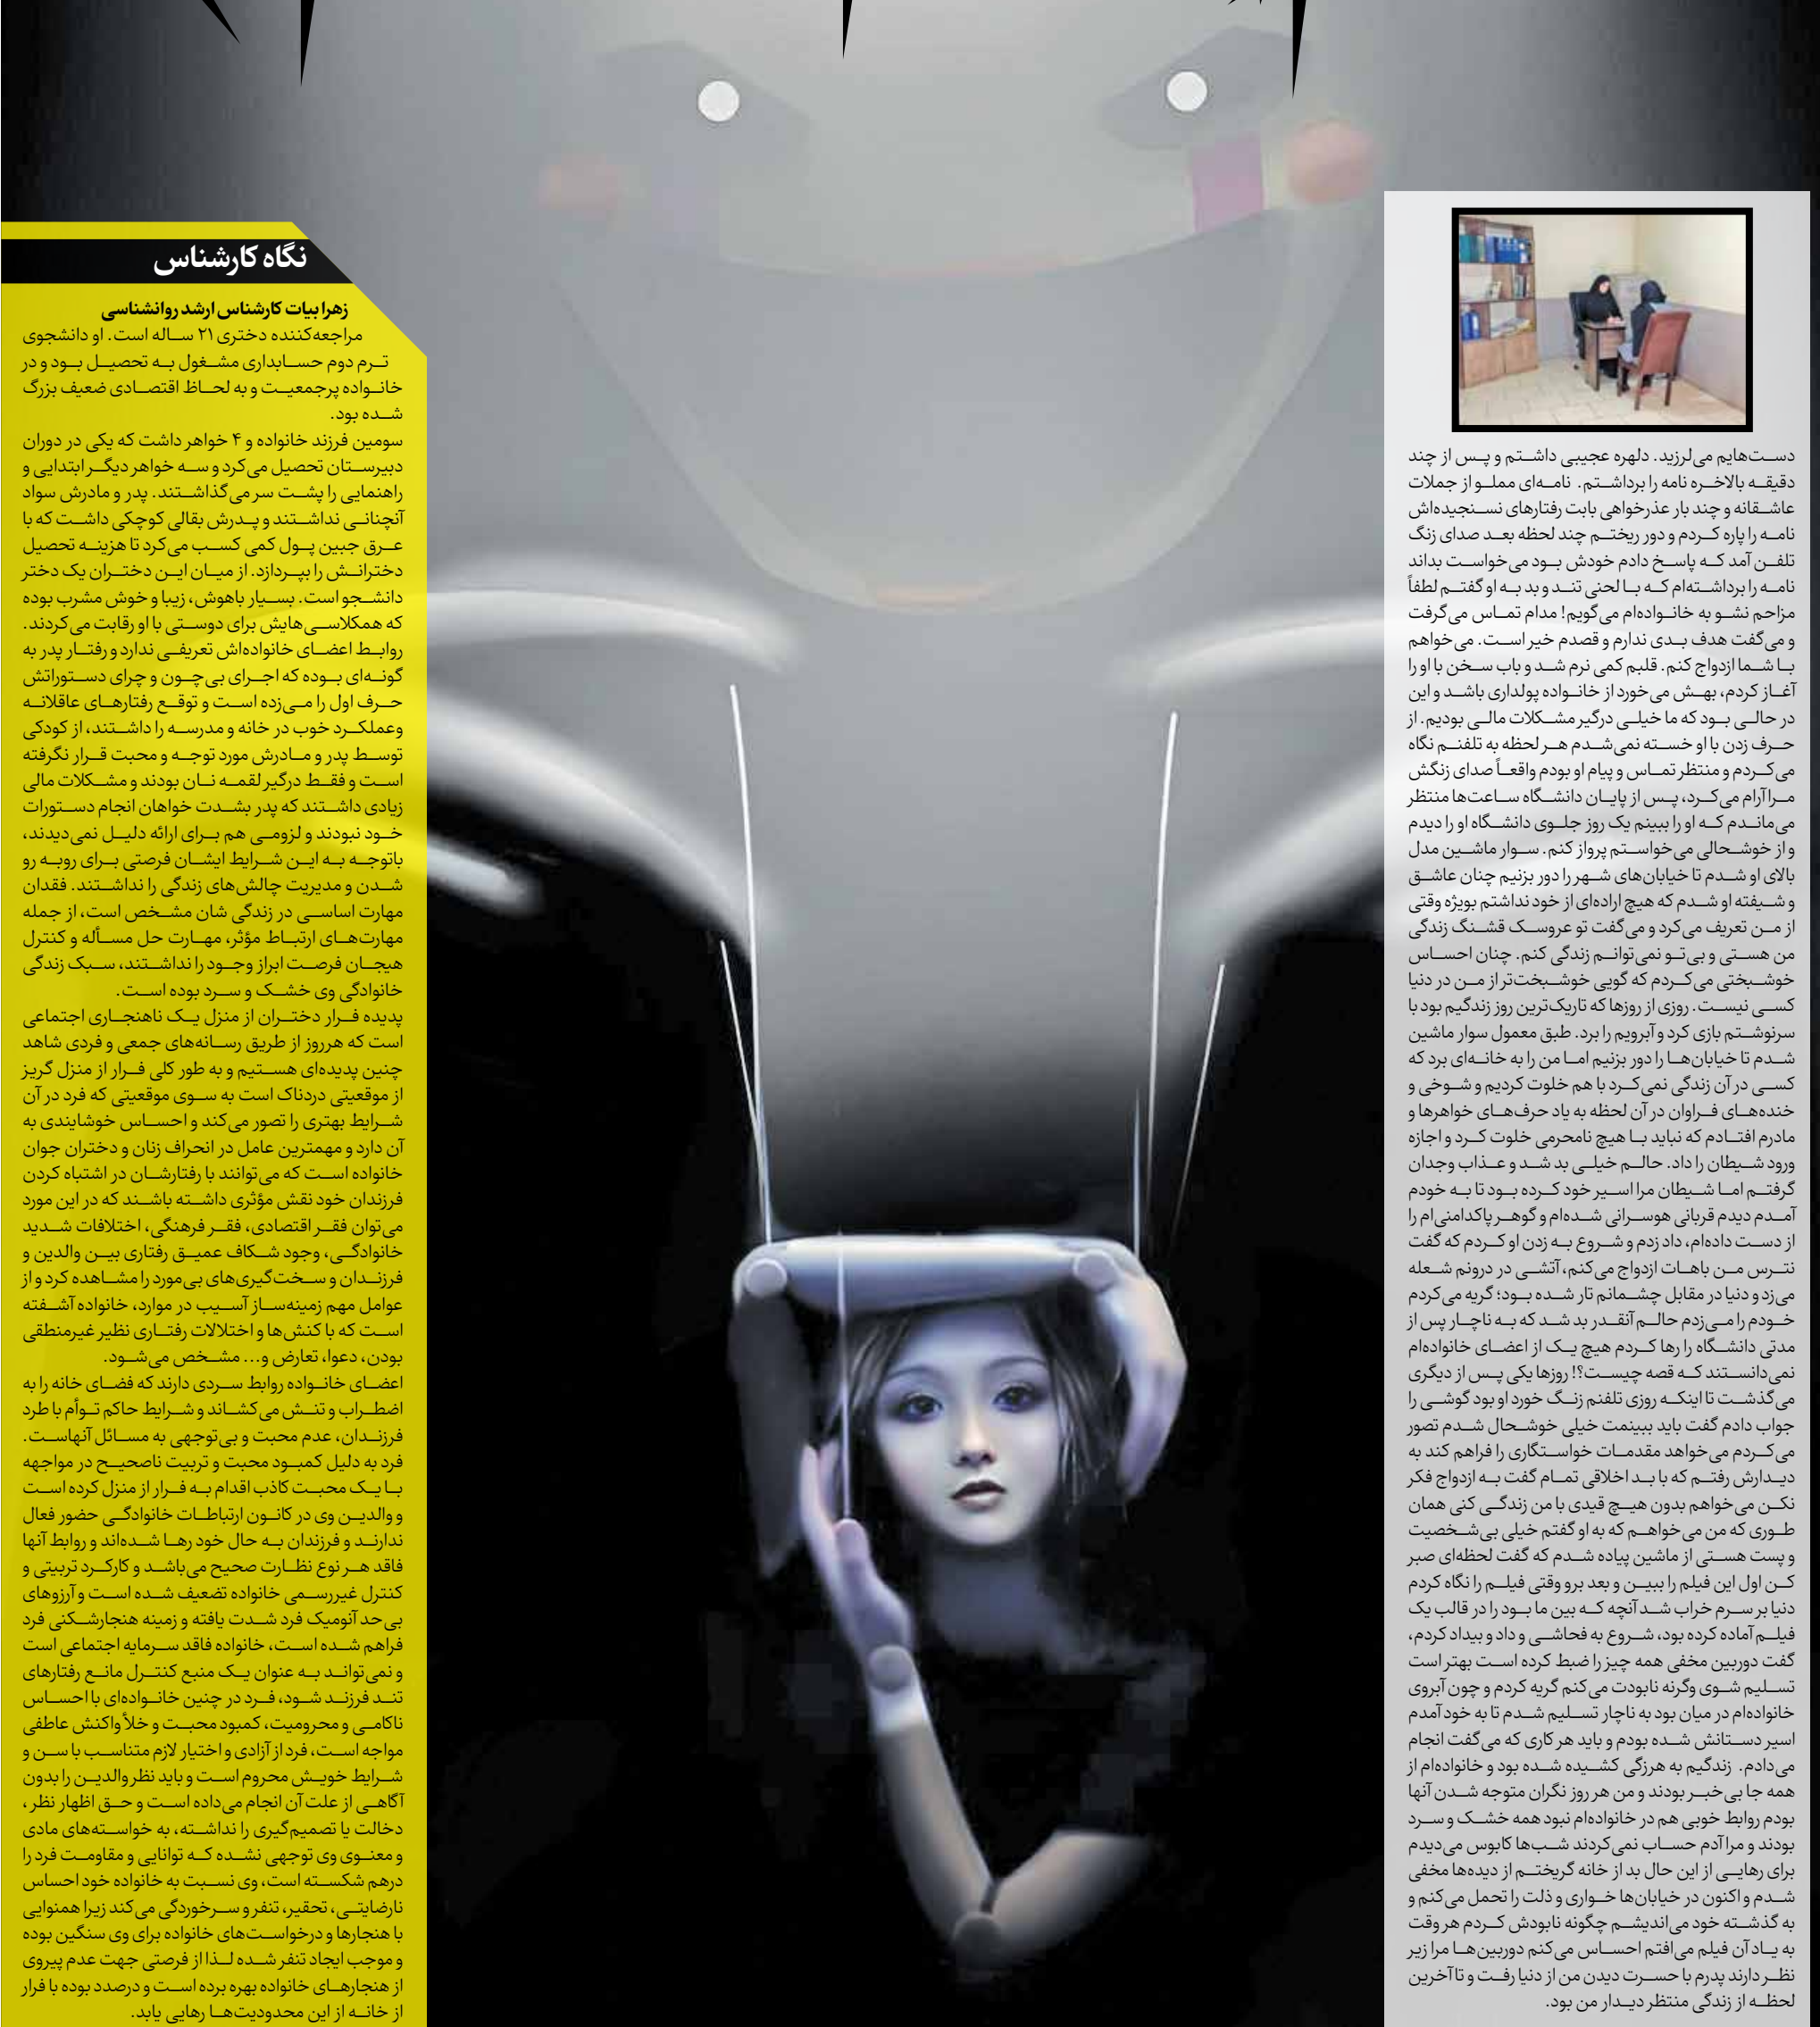 دست‌هایم می‌لرزید. دلهره عجیبی داشتم و پس از چند
دقیقه بالاخره نامه را برداشتم. نامه‌ای مملو از جملات
عاشقانه و چند بار عذرخواهی بابت رفتارهای نسنجیده‌اش
نامه را پاره کردم و دور ریختم چند لحظه بعد صدای زنگ
تلفن آمد که پاسخ دادم خودش بود می‌خواست بداند
نامه را برداشته‌ام که با لحنی تند و بد به او گفتم لطفاً
مزاحم نشو به خانواده‌ام می‌گویم! مدام تماس می‌گرفت
و می‌گفت هدف بدی ندارم و قصدم خیر است. می‌خواهم
با شما ازدواج کنم. قلبم کمی نرم شد و باب سخن با او را
آغاز کردم، بهش می‌خورد از خانواده پولداری باشد و این
در حالی بود که ما خیلی درگیر مشکلات مالی بودیم. از
حرف زدن با او خسته نمی‌شدم هر لحظه به تلفنم نگاه
می‌کردم و منتظر تماس و پیام او بودم واقعاً صدای زنگش
مرا آرام می‌کرد، پس از پایان دانشگاه ساعت‌ها منتظر
می‌ماندم که او را ببینم یک روز جلوی دانشگاه او را دیدم
و از خوشحالی می‌خواستم پرواز کنم. سوار ماشین مدل
بالای او شدم تا خیابان‌های شهر را دور بزنیم چنان عاشق
و شیفته او شدم که هیچ اراده‌ای از خود نداشتم بویژه وقتی
از من تعریف می‌کرد و می‌گفت تو عروسک قشنگ زندگی
من هستی و بی‌تو نمی‌توانم زندگی کنم. چنان احساس
خوشبختی می‌کردم که گویی خوشبخت‌تر از من در دنیا
کسی نیست. روزی از روزها که تاریک‌ترین روز زندگیم بود با
سرنوشتم بازی کرد و آبرویم را برد. طبق معمول سوار ماشین
شدم تا خیابان‌ها را دور بزنیم اما من را به خانه‌ای برد که
کسی در آن زندگی نمی‌کرد با هم خلوت کردیم و شوخی و
خنده‌های فراوان در آن لحظه به یاد حرف‌های خواهرها و
مادرم افتادم که نباید با هیچ نامحرمی خلوت کرد و اجازه
ورود شیطان را داد. حالم خیلی بد شد و عذاب وجدان
گرفتم اما شیطان مرا اسیر خود کرده بود تا به خودم
آمدم دیدم قربانی هوسرانی شده‌ام و گوهر پاکدامنی‌ام را
از دست داده‌ام، داد زدم و شروع به زدن او کردم که گفت
نترس من باهات ازدواج می‌کنم، آتشی در درونم شعله
می‌زد و دنیا در مقابل چشمانم تار شده بود؛ گریه می‌کردم
خودم را می‌زدم حالم آنقدر بد شد که به ناچار پس از
مدتی دانشگاه را رها کردم هیچ یک از اعضای خانواده‌ام
نمی‌دانستند که قصه چیست؟! روزها یکی پس از دیگری
می‌گذشت تا اینکه روزی تلفنم زنگ خورد او بود گوشی را
جواب دادم گفت باید ببینمت خیلی خوشحال شدم تصور
می‌کردم می‌خواهد مقدمات خواستگاری را فراهم کند به
دیدارش رفتم که با بد اخلاقی تمام گفت به ازدواج فکر
نکن می‌خواهم بدون هیچ قیدی با من زندگی کنی همان
طوری که من می‌خواهم که به او گفتم خیلی بی‌شخصیت
و پست هستی از ماشین پیاده شدم که گفت لحظه‌ای صبر
کن اول این فیلم را ببین و بعد برو وقتی فیلم را نگاه کردم
دنیا بر سرم خراب شد آنچه که بین ما بود را در قالب یک
فیلم آماده کرده بود، شروع به فحاشی و داد و بیداد کردم،
گفت دوربین مخفی همه چیز را ضبط کرده است بهتر است
تسلیم شوی وگرنه نابودت می‌کنم گریه کردم و چون آبروی
خانواده‌ام در میان بود به ناچار تسلیم شدم تا به خود آمدم
اسیر دستانش شده بودم و باید هر کاری که می‌گفت انجام
می‌دادم. زندگیم به هرزگی کشیده شده بود و خانواده‌ام از
همه جا بی‌خبر بودند و من هر روز نگران متوجه شدن آنها
بودم روابط خوبی هم در خانواده‌ام نبود همه خشک و سرد
بودند و مرا آدم حساب نمی‌کردند شب‌ها کابوس می‌دیدم
برای رهایی از این حال بد از خانه گریختم از دیده‌ها مخفی
شدم و اکنون در خیابان‌ها خواری و ذلت را تحمل می‌کنم و
به گذشته خود می‌اندیشم چگونه نابودش کردم هر وقت
به یاد آن فیلم می‌افتم احساس می‌کنم دوربین‌ها مرا زیر
نظر دارند پدرم با حسرت دیدن من از دنیا رفت و تا آخرین
لحظه از زندگی منتظر دیدار من بود.
نگاه کارشناس
زهرا بیات کارشناس ارشد روانشناسی
مراجعه‌کننده دختری ۲۱ ساله است. او دانشجوی
ترم دوم حسابداری مشغول به تحصیل بود و در
خانواده پرجمعیت و به لحاظ اقتصادی ضعیف بزرگ
شده بود.
سومین فرزند خانواده و ۴ خواهر داشت که یکی در دوران
دبیرستان تحصیل می‌کرد و سه خواهر دیگر ابتدایی و
راهنمایی را پشت سر می‌گذاشتند. پدر و مادرش سواد
آنچنانی نداشتند و پدرش بقالی کوچکی داشت که با
عرق جبین پول کمی کسب می‌کرد تا هزینه تحصیل
دخترانش را بپردازد. از میان این دختران یک دختر
دانشجو است. بسیار باهوش، زیبا و خوش مشرب بوده
که همکلاسی‌هایش برای دوستی با او رقابت می‌کردند.
روابط اعضای خانواده‌اش تعریفی ندارد و رفتار پدر به
گونه‌ای بوده که اجرای بی‌چون و چرای دستوراتش
حرف اول را می‌زده است و توقع رفتارهای عاقلانه
وعملکرد خوب در خانه و مدرسه را داشتند، از کودکی
توسط پدر و مادرش مورد توجه و محبت قرار نگرفته
است و فقط درگیر لقمه نان بودند و مشکلات مالی
زیادی داشتند که پدر بشدت خواهان انجام دستورات
خود نبودند و لزومی هم برای ارائه دلیل نمی‌دیدند،
باتوجه به این شرایط ایشان فرصتی برای روبه رو
شدن و مدیریت چالش‌های زندگی را نداشتند. فقدان
مهارت اساسی در زندگی شان مشخص است، از جمله
مهارت‌های ارتباط مؤثر، مهارت حل مسأله و کنترل
هیجان فرصت ابراز وجود را نداشتند، سبک زندگی
خانوادگی وی خشک و سرد بوده است.
پدیده فرار دختران از منزل یک ناهنجاری اجتماعی
است که هرروز از طریق رسانه‌های جمعی و فردی شاهد
چنین پدیده‌ای هستیم و به طور کلی فرار از منزل گریز
از موقعیتی دردناک است به سوی موقعیتی که فرد در آن
شرایط بهتری را تصور می‌کند و احساس خوشایندی به
آن دارد و مهمترین عامل در انحراف زنان و دختران جوان
خانواده است که می‌توانند با رفتارشان در اشتباه کردن
فرزندان خود نقش مؤثری داشته باشند که در این مورد
می‌توان فقر اقتصادی، فقر فرهنگی، اختلافات شدید
خانوادگی، وجود شکاف عمیق رفتاری بین والدین و
فرزندان و سخت‌گیری‌های بی‌مورد را مشاهده کرد و از
عوامل مهم زمینه‌ساز آسیب در موارد، خانواده آشفته
است که با کنش‌ها و اختلالات رفتاری نظیر غیرمنطقی
بودن، دعوا، تعارض و... مشخص می‌شود.
اعضای خانواده روابط سردی دارند که فضای خانه را به
اضطراب و تنش می‌کشاند و شرایط حاکم توأم با طرد
فرزندان، عدم محبت و بی‌توجهی به مسائل آنهاست.
فرد به دلیل کمبود محبت و تربیت ناصحیح در مواجهه
با یک محبت کاذب اقدام به فرار از منزل کرده است
و والدین وی در کانون ارتباطات خانوادگی حضور فعال
ندارند و فرزندان به حال خود رها شده‌اند و روابط آنها
فاقد هر نوع نظارت صحیح می‌باشد و کارکرد تربیتی و
کنترل غیررسمی خانواده تضعیف شده است و آرزوهای
بی‌حد آنومیک فرد شدت یافته و زمینه هنجارشکنی فرد
فراهم شده است، خانواده فاقد سرمایه اجتماعی است
و نمی‌تواند به عنوان یک منبع کنترل مانع رفتارهای
تند فرزند شود، فرد در چنین خانواده‌ای با احساس
ناکامی و محرومیت، کمبود محبت و خلأ واکنش عاطفی
مواجه است، فرد از آزادی و اختیار لازم متناسب با سن و
شرایط خویش محروم است و باید نظر والدین را بدون
آگاهی از علت آن انجام می‌داده است و حق اظهار نظر،
دخالت یا تصمیم‌گیری را نداشته، به خواسته‌های مادی
و معنوی وی توجهی نشده که توانایی و مقاومت فرد را
درهم شکسته است، وی نسبت به خانواده خود احساس
نارضایتی، تحقیر، تنفر و سرخوردگی می‌کند زیرا همنوایی
با هنجارها و درخواست‌های خانواده برای وی سنگین بوده
و موجب ایجاد تنفر شده لذا از فرصتی جهت عدم پیروی
از هنجارهای خانواده بهره برده است و درصدد بوده با فرار
از خانه از این محدودیت‌ها رهایی یابد.